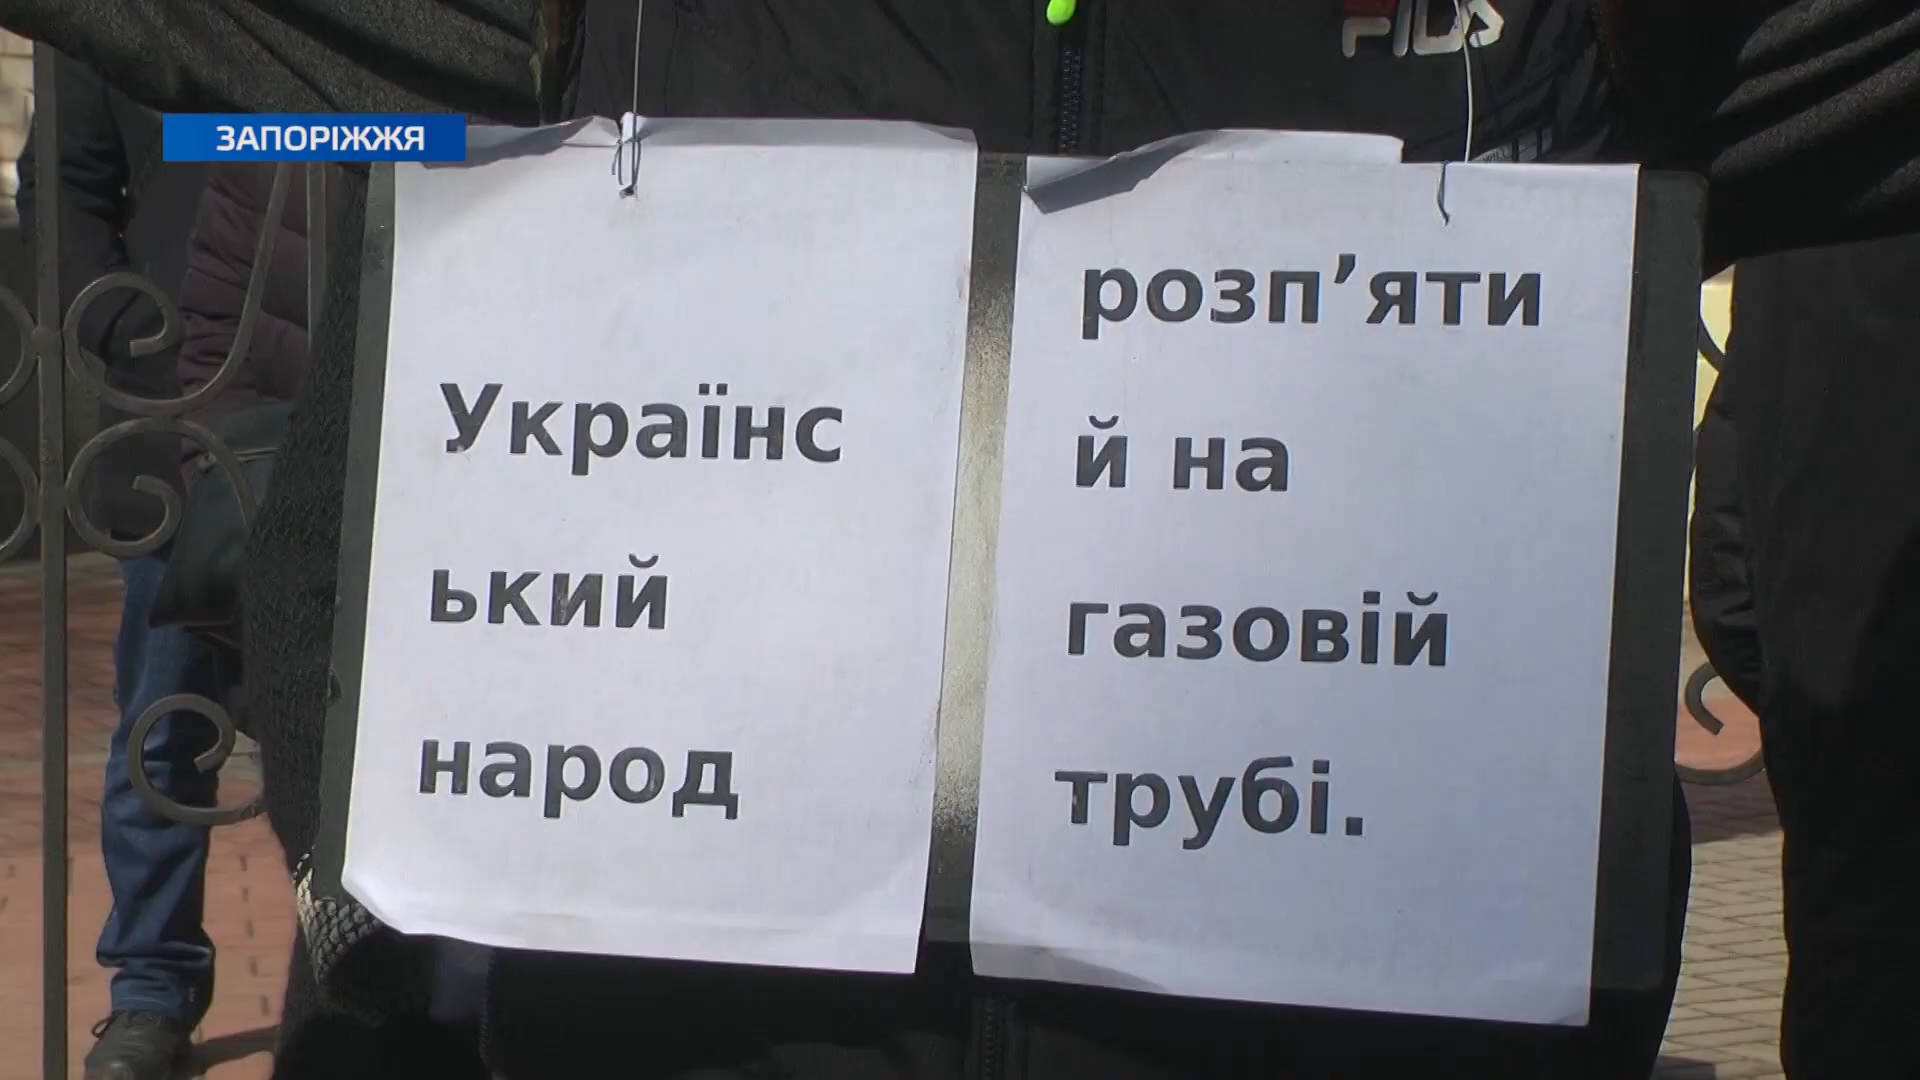 FILA
ЗАПОРІЖЖЯ
Українс
ький
народ
розп’яти
й на
газовій
трубі.